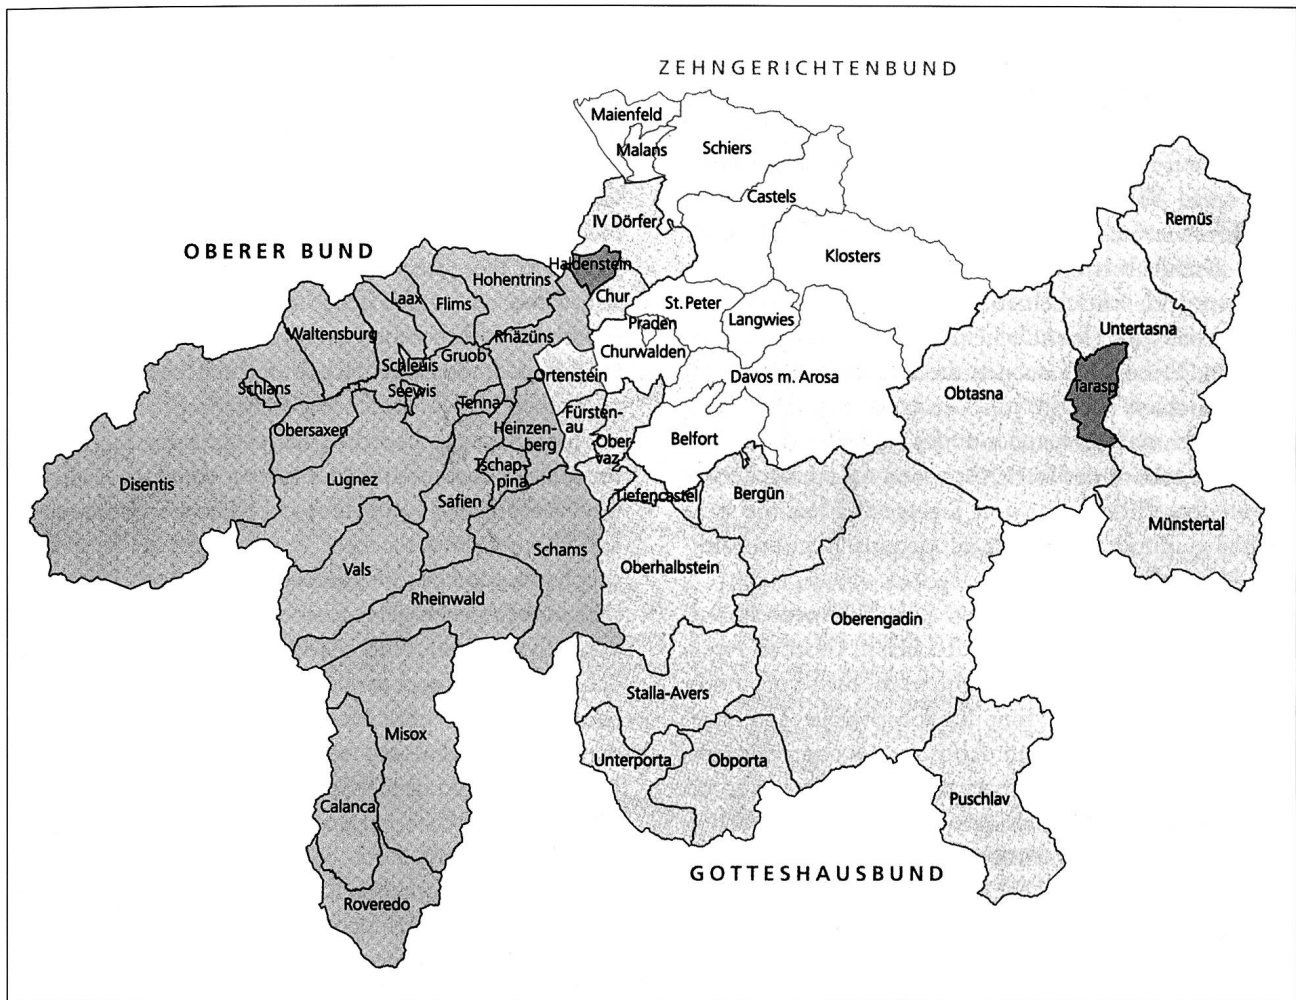 ZEHNGERICHTENBUND
Maienfeld
Malans
Schiers
Castels
Remüs
IV Dörfer
OBERER BUND
Klosters
Haldenstein
Hohentrins
Laax
Flims
Chur
St. Peter
Langwies
Untertasna
Waltensburg
Rhäzüns
Praden
Churwalden
Gruob
Schleuis
Ortenstein
Davos m. Arosa
Schlans
Seewis
Tehna
Obtasna
Tarasp
Obersaxen
Heinzen-
berg
Fürsten-
au
Ober-
vaz
Belfort
Disentis
Lugnez
Tschap-
pina
Safien
Tiefencastel
Bergün
Münstertal
Schams
Vals
Oberhalbstein
Rheinwald
Oberengadin
Stalla-Avers
Misox
Unterporta
Obporta
Calanca
Puschlav
GOTTESHAUSBUND
Roveredo